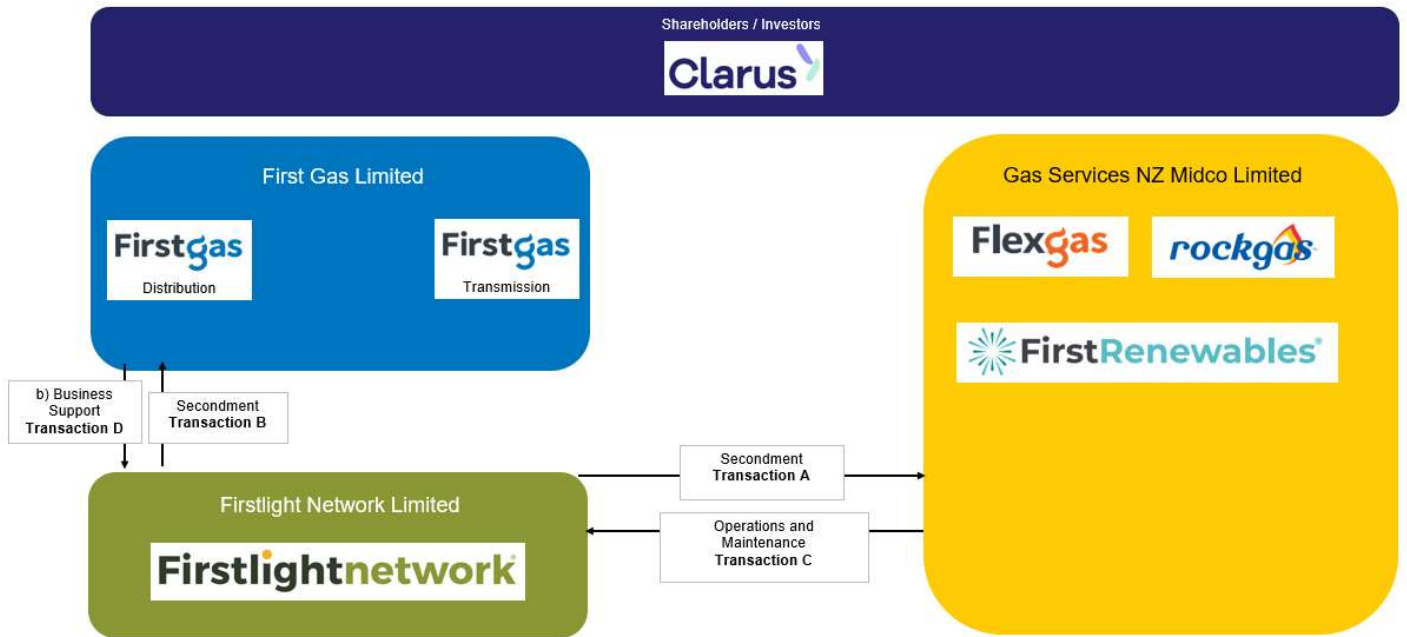 Shareholders / Investors
Clarus
First Gas Limited
Firstgas
Distribution
Firstgas
Transmission
Gas Services NZ Midco Limited
Flexgas
rockgas
FirstRenewables®
b) Business
Support
Transaction D
Secondment
Transaction B
Secondment
Transaction A
Operations and
Maintenance
Transaction C
Firstlight Network Limited
Firstlightnetwork®